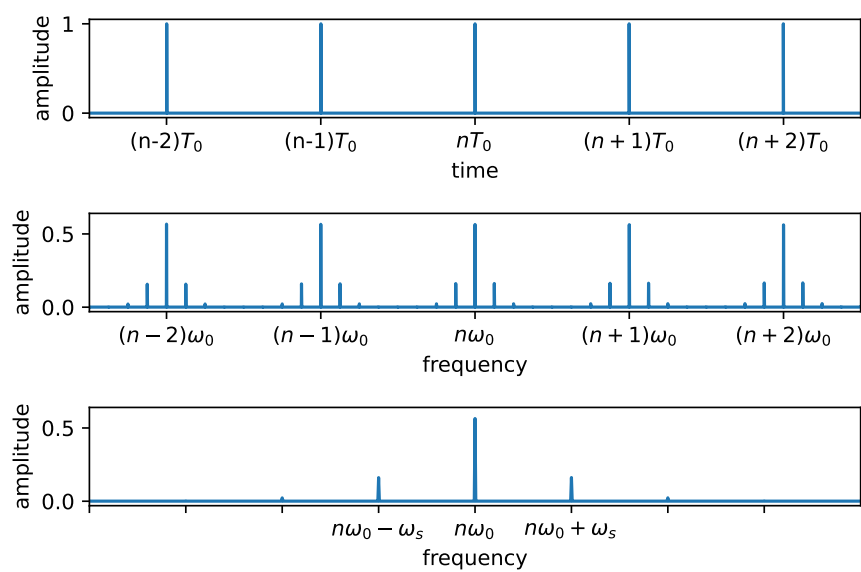 amplitude
1
0
(n-2)T₀ (n-1)T₀ nT₀ (n + 1)T₀ (n + 2)T₀
time
amplitude
0.5
0.0
(n − 2)ω₀ (n − 1)ω₀ nω₀ (n + 1)ω₀ (n + 2)ω₀
frequency
amplitude
0.5
0.0
nω₀ − ωₛ nω₀ nω₀ + ωₛ
frequency